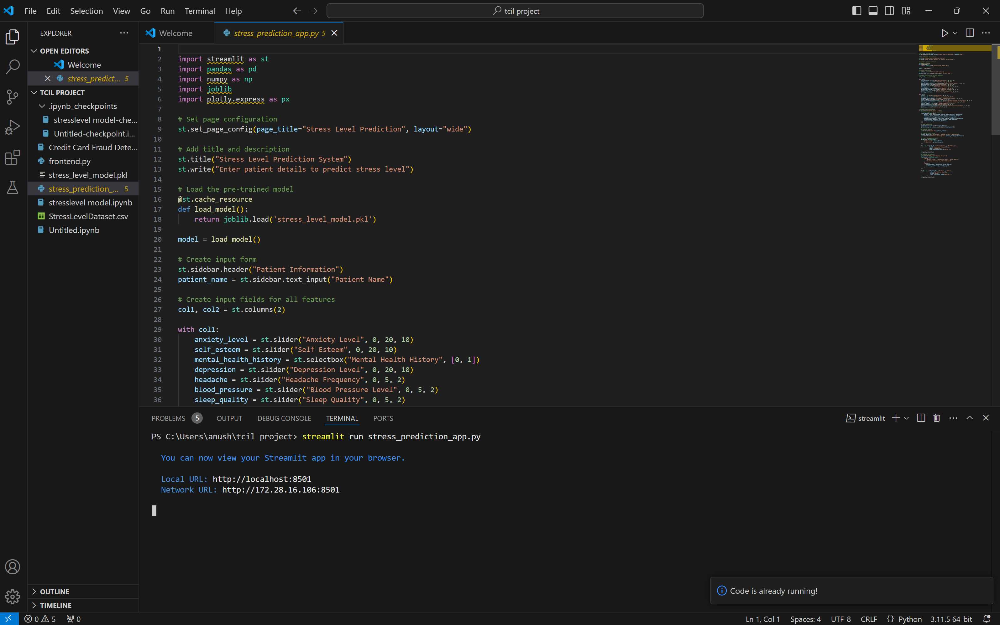 File Edit Selection View Go Run Terminal Help
tcil project
EXPLORER
OPEN EDITORS
Welcome
stress_predict... 5
TCIL PROJECT
.ipynb_checkpoints
stresslevel model-che...
Untitled-checkpoint.i...
Credit Card Fraud Dete...
frontend.py
stress_level_model.pkl
stress_prediction_... 5
stresslevel model.ipynb
StressLevelDataset.csv
Untitled.ipynb
OUTLINE
TIMELINE
Welcome
stress_prediction_app.py 5
1
2 import streamlit as st
3 import pandas as pd
4 import numpy as np
5 import joblib
6 import plotly.express as px
7
8 # Set page configuration
9 st.set_page_config(page_title="Stress Level Prediction", layout="wide")
10
11 # Add title and description
12 st.title("Stress Level Prediction System")
13 st.write("Enter patient details to predict stress level")
14
15 # Load the pre-trained model
16 @st.cache_resource
17 def load_model():
18 return joblib.load('stress_level_model.pkl')
19
20 model = load_model()
21
22 # Create input form
23 st.sidebar.header("Patient Information")
24 patient_name = st.sidebar.text_input("Patient Name")
25
26 # Create input fields for all features
27 col1, col2 = st.columns(2)
28
29 with col1:
30 anxiety_level = st.slider("Anxiety Level", 0, 20, 10)
31 self_esteem = st.slider("Self Esteem", 0, 20, 10)
32 mental_health_history = st.selectbox("Mental Health History", [0, 1])
33 depression = st.slider("Depression Level", 0, 20, 10)
34 headache = st.slider("Headache Frequency", 0, 5, 2)
35 blood_pressure = st.slider("Blood Pressure Level", 0, 5, 2)
36 sleep_quality = st.slider("Sleep Quality", 0, 5, 2)
PROBLEMS 5 OUTPUT DEBUG CONSOLE TERMINAL PORTS
streamlit
PS C:\Users\anush\tcil project> streamlit run stress_prediction_app.py
You can now view your Streamlit app in your browser.
Local URL: http://localhost:8501
Network URL: http://172.28.16.106:8501
Code is already running!
0 5 0
Ln 1, Col 1 Spaces: 4 UTF-8 CRLF {} Python 3.11.5 64-bit